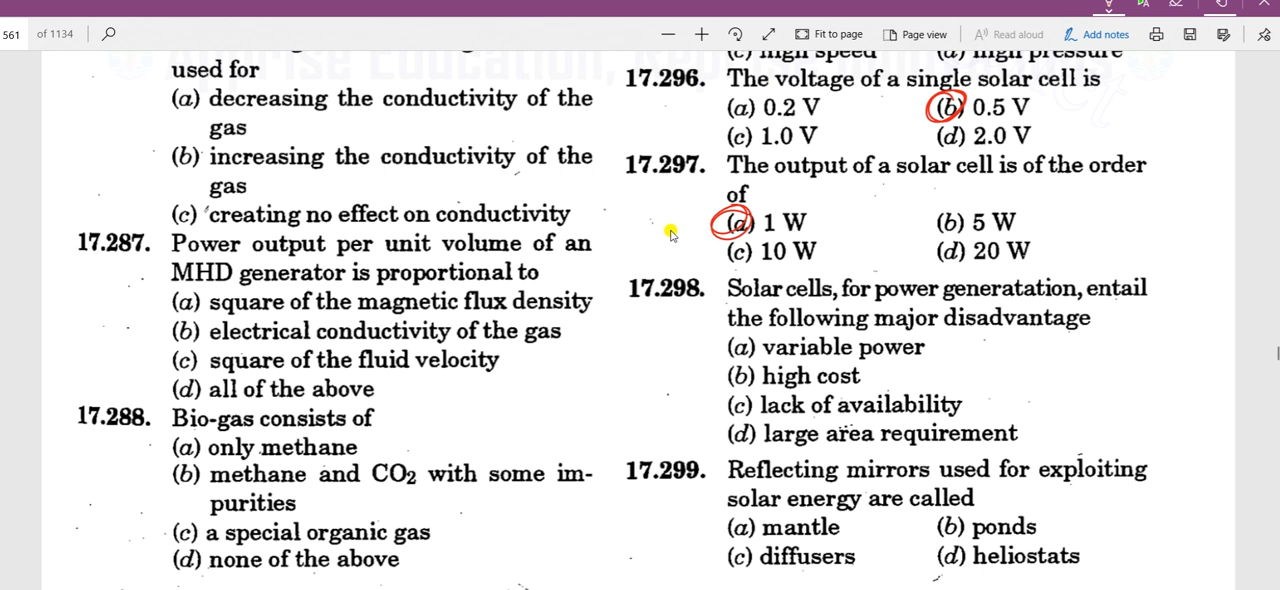 561 of 1134
Fit to page
Page view
Read aloud
Add notes
used for
(a) decreasing the conductivity of the
gas
(b) increasing the conductivity of the
gas
(c) creating no effect on conductivity
17.287. Power output per unit volume of an
MHD generator is proportional to
(a) square of the magnetic flux density
(b) electrical conductivity of the gas
(c) square of the fluid velocity
(d) all of the above
17.288. Bio-gas consists of
(a) only methane
(b) methane and CO2 with some im-
purities
(c) a special organic gas
(d) none of the above
(c) high speed (d) high pressure
17.296. The voltage of a single solar cell is
(a) 0.2 V (b) 0.5 V
(c) 1.0 V (d) 2.0 V
17.297. The output of a solar cell is of the order
of
(a) 1 W (b) 5 W
(c) 10 W (d) 20 W
17.298. Solar cells, for power generatation, entail
the following major disadvantage
(a) variable power
(b) high cost
(c) lack of availability
(d) large area requirement
17.299. Reflecting mirrors used for exploiting
solar energy are called
(a) mantle (b) ponds
(c) diffusers (d) heliostats